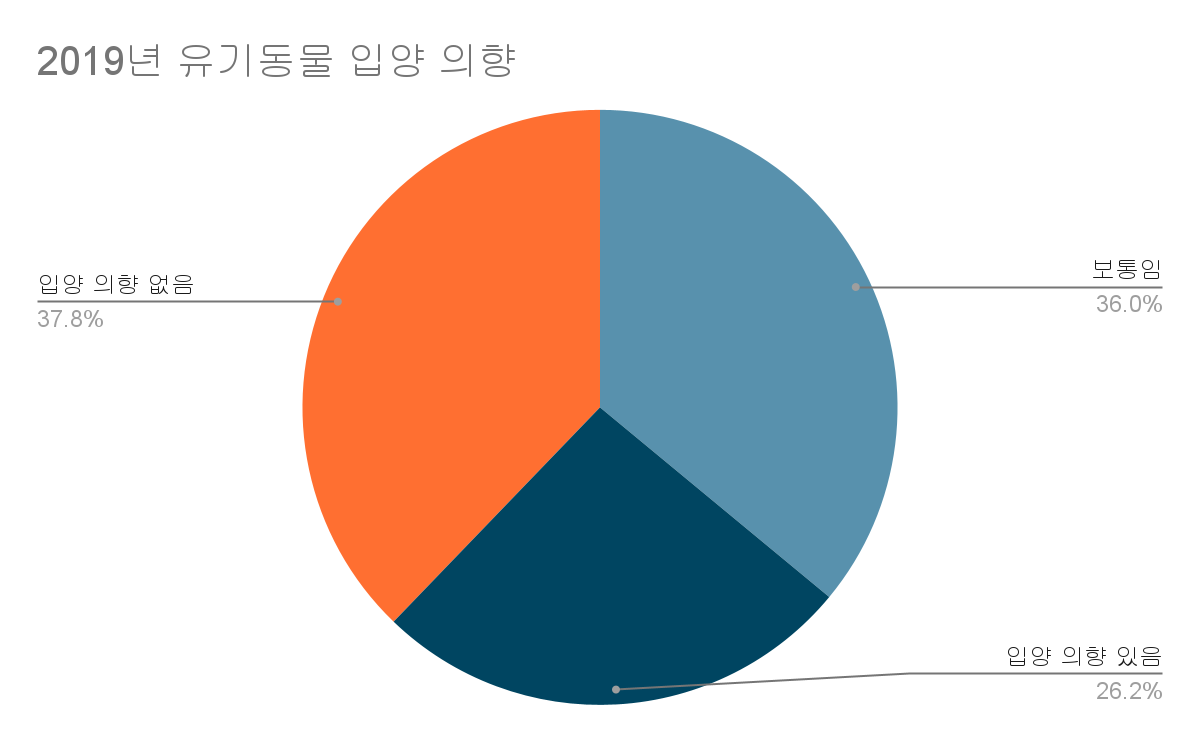 2019년 유기동물 입양 의향
보통임
36.0%
입양 의향 없음
37.8%
입양 의향 있음
26.2%